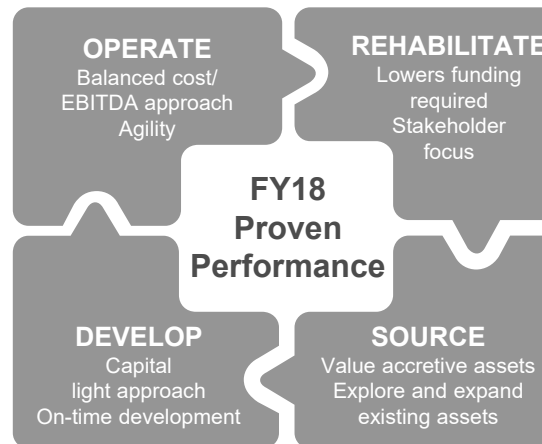 OPERATE
Balanced cost/
EBITDA approach
Agility
REHABILITATE
Lowers funding
required
Stakeholder
focus
FY18
Proven
Performance
DEVELOP
Capital
light approach
On-time development
SOURCE
Value accretive assets
Explore and expand
existing assets